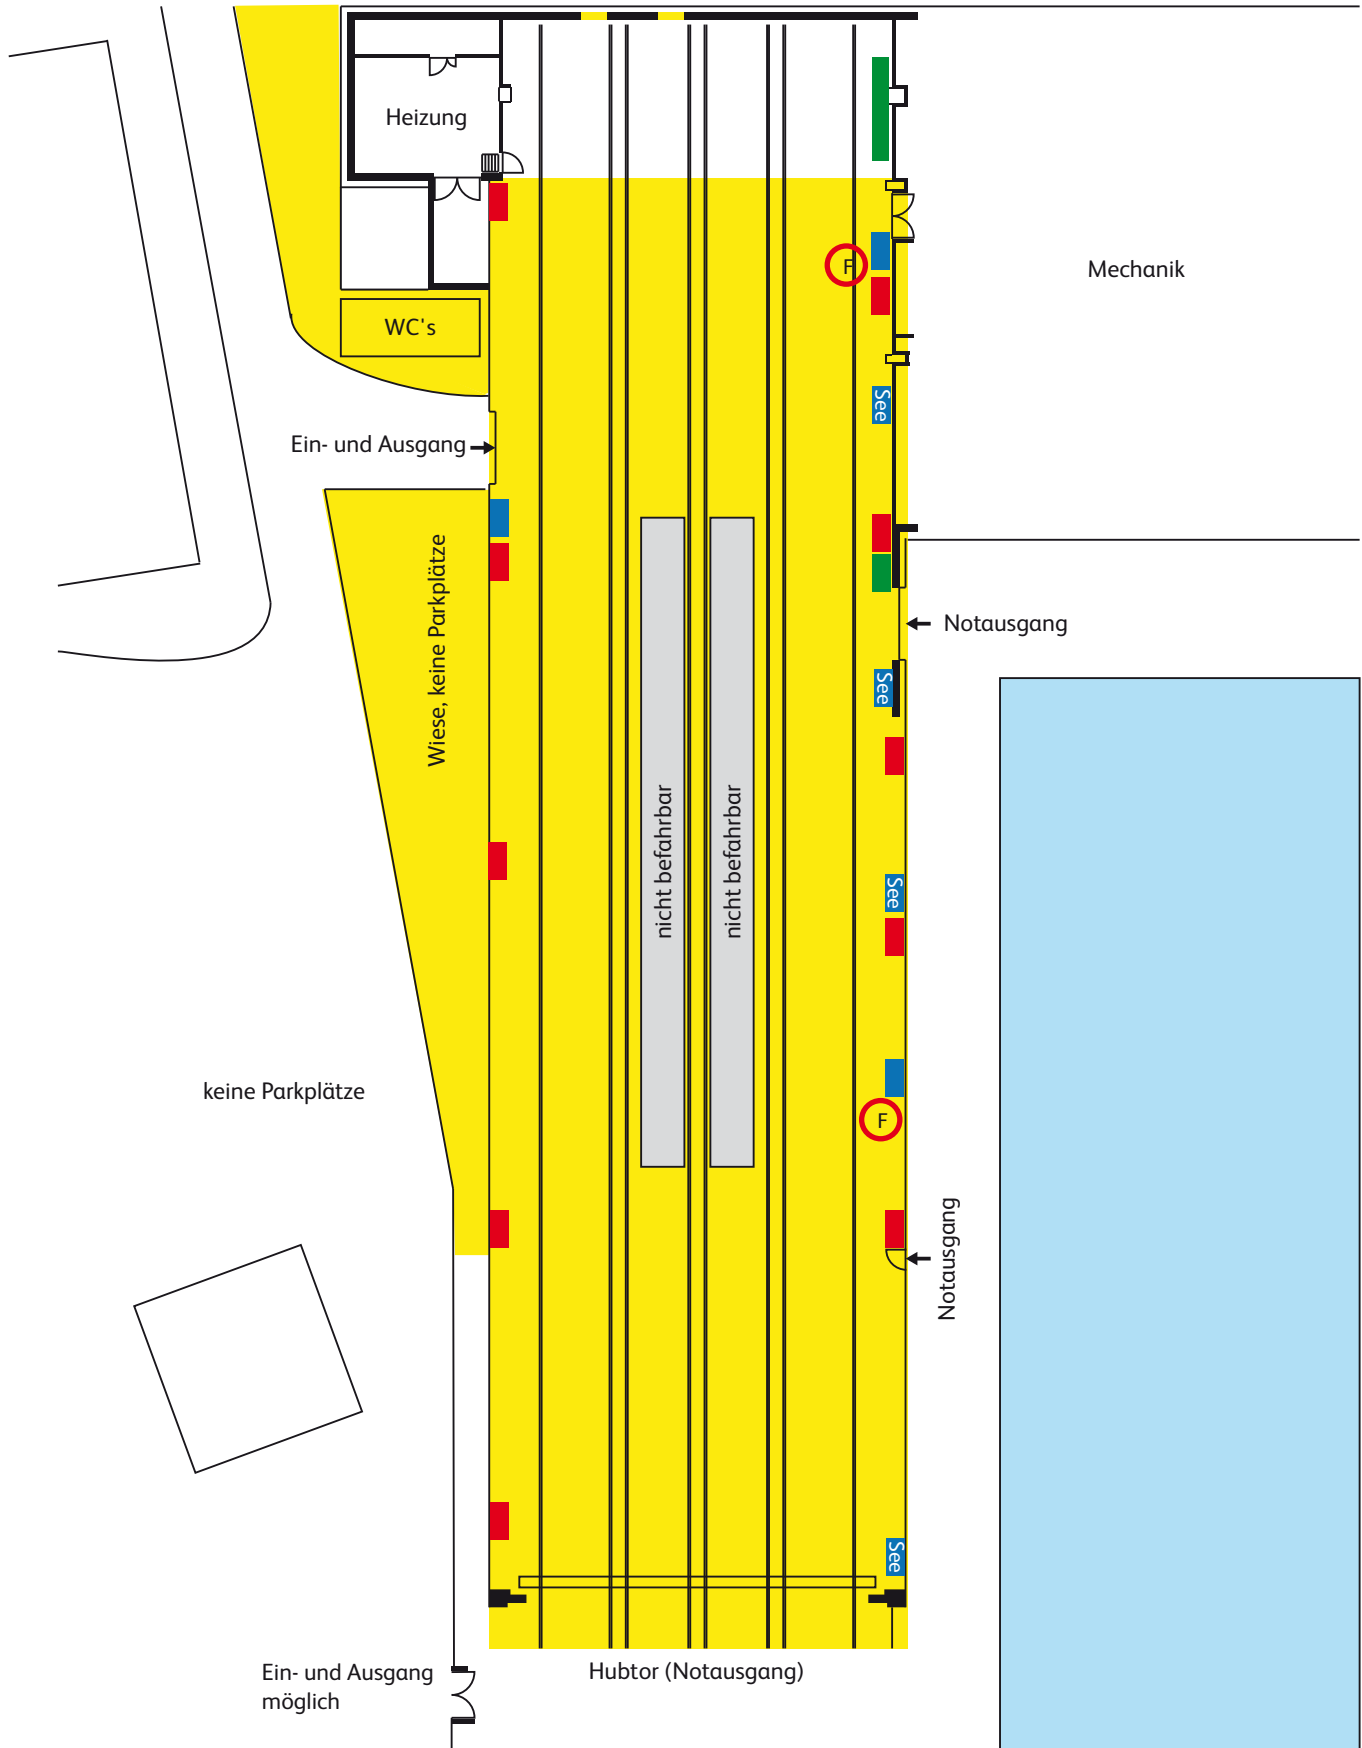 Heizung
F
Mechanik
WC's
See
Ein- und Ausgang
Wiese, keine Parkplätze
Notausgang
See
nicht befahrbar
nicht befahrbar
See
keine Parkplätze
F
Notausgang
See
Ein- und Ausgang
möglich
Hubtor (Notausgang)